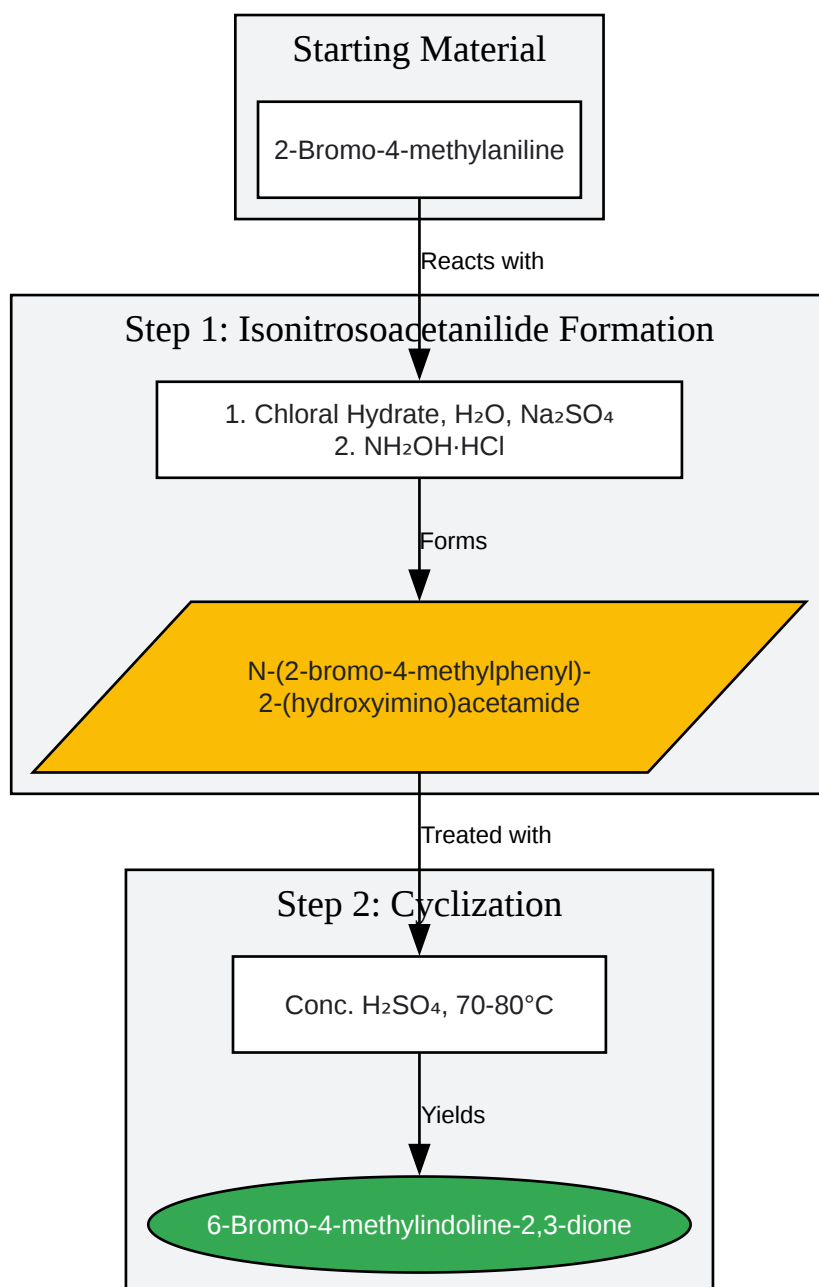 Starting Material
2-Bromo-4-methylaniline
Reacts with
Step 1: Isonitrosoacetanilide Formation
1. Chloral Hydrate, H₂O, Na₂SO₄
2. NH₂OH·HCl
Forms
N-(2-bromo-4-methylphenyl)-
2-(hydroxyimino)acetamide
Treated with
Step 2: Cyclization
Conc. H₂SO₄, 70-80°C
Yields
6-Bromo-4-methylindoline-2,3-dione